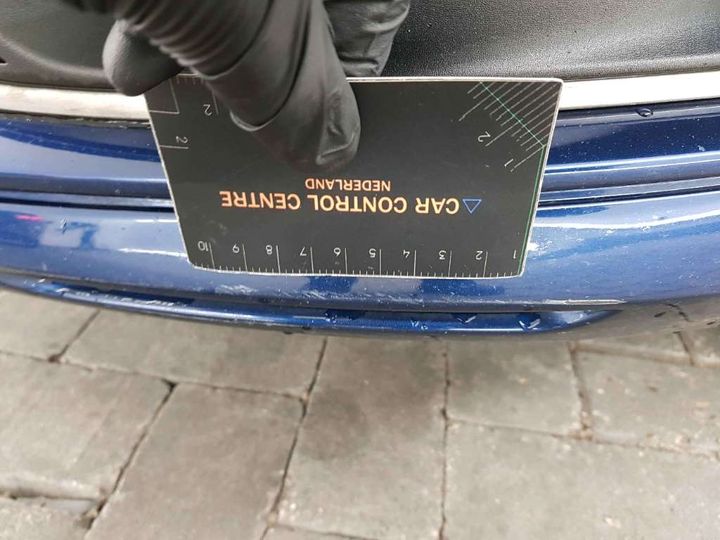 CAR CONTROL CENTRE
NEDERLAND
1 2 3 4 5 6 7 8 9 10
1 2
2
2